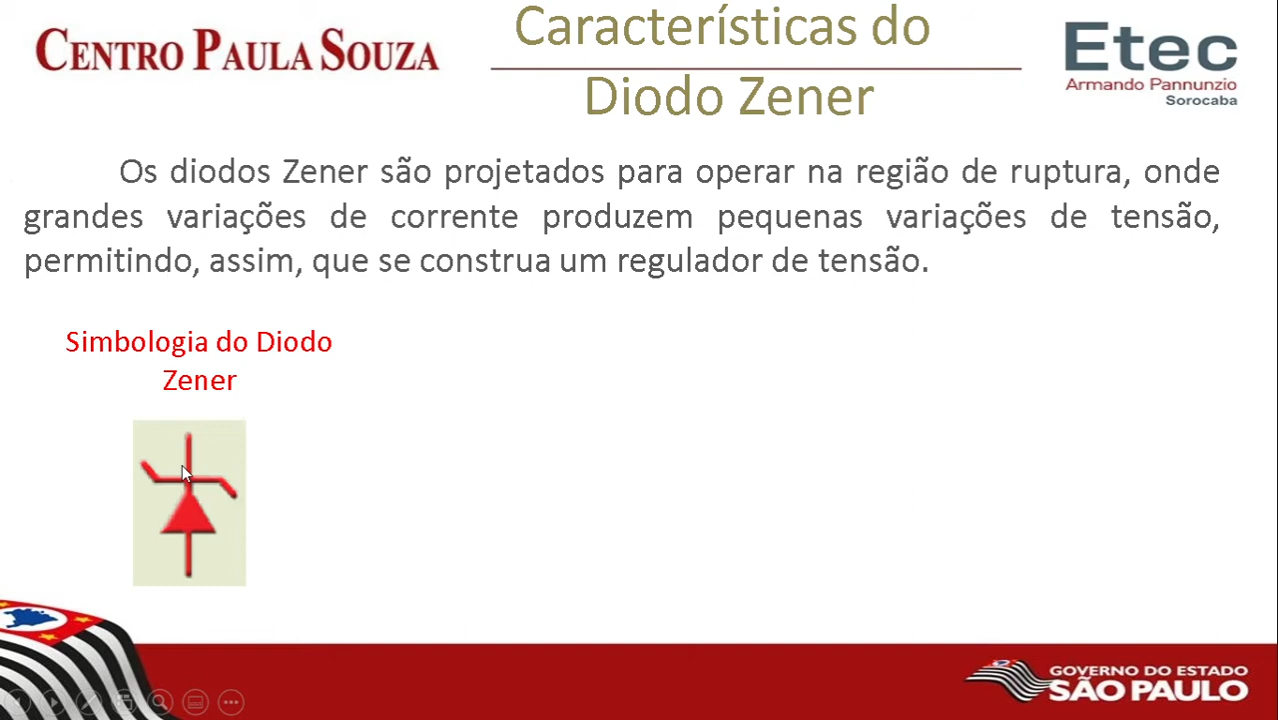 CENTRO PAULA SOUZA
Características do
Diodo Zener
Etec
Armando Pannunzio
Sorocaba
Os diodos Zener são projetados para operar na região de ruptura, onde
grandes variações de corrente produzem pequenas variações de tensão,
permitindo, assim, que se construa um regulador de tensão.
Simbologia do Diodo
Zener
GOVERNO DO ESTADO
SÃO PAULO